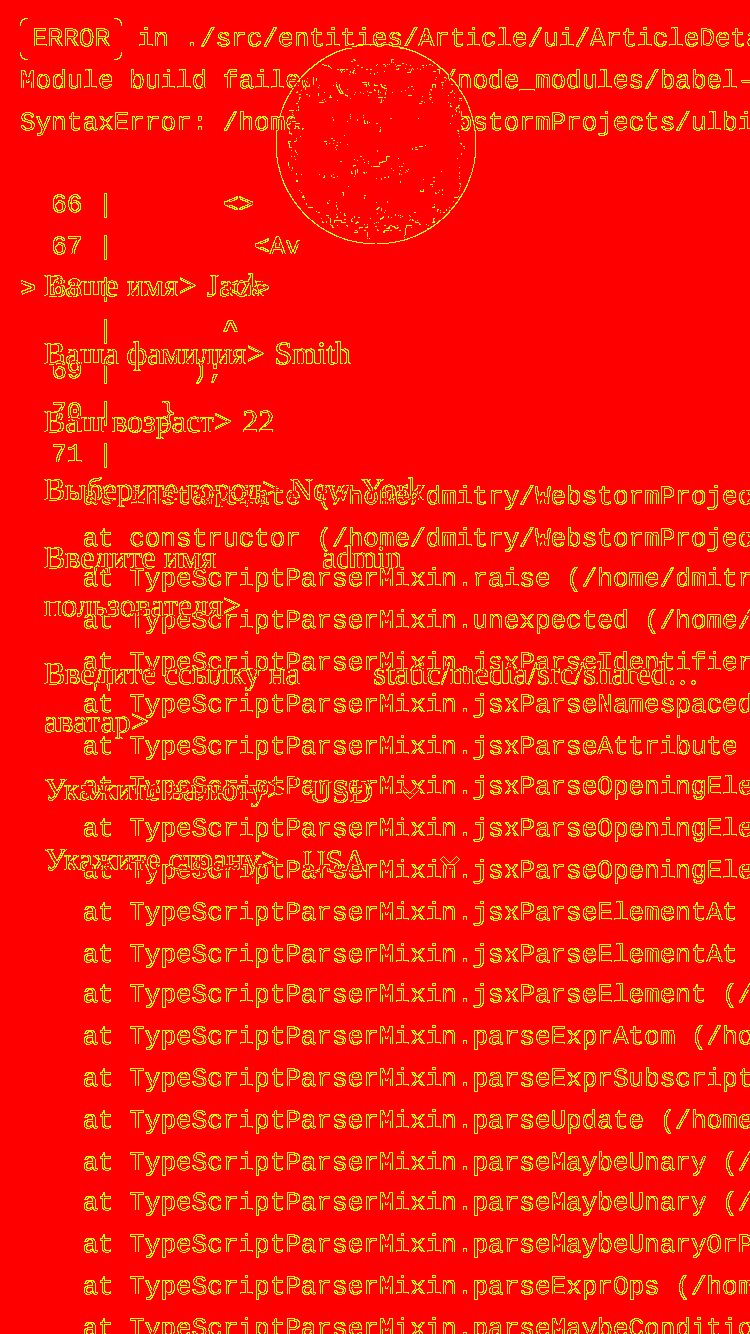 ERROR in ./src/entities/Article/ui/ArticleDeta
Module build faile /node_modules/babel-
SyntaxError: /home bstormProjects/ulbi
66 | <>
67 | <Av
> 68 | </>
Ваше имя> Jack
| ^
Ваша фамилия> Smith
69 | );
70 | }
Ваш возраст> 22
71 |
Выберите город> New York
at instantiate (/home/dmitry/WebstormProjec
at constructor (/home/dmitry/WebstormProjec
Введите имя admin
at TypeScriptParserMixin.raise (/home/dmitr
пользователя>
at TypeScriptParserMixin.unexpected (/home/
at TypeScriptParserMixin.jsxParseIdentifier
Введите ссылку на static/media/src/shared...
at TypeScriptParserMixin.jsxParseNamespaced
аватар>
at TypeScriptParserMixin.jsxParseAttribute
at TypeScriptParserMixin.jsxParseOpeningEle
Укажите валюту> USD
at TypeScriptParserMixin.jsxParseOpeningEle
Укажите страну> USA
at TypeScriptParserMixin.jsxParseOpeningEle
at TypeScriptParserMixin.jsxParseElementAt
at TypeScriptParserMixin.jsxParseElementAt
at TypeScriptParserMixin.jsxParseElement (/
at TypeScriptParserMixin.parseExprAtom (/ho
at TypeScriptParserMixin.parseExprSubscript
at TypeScriptParserMixin.parseUpdate (/home
at TypeScriptParserMixin.parseMaybeUnary (/
at TypeScriptParserMixin.parseMaybeUnary (/
at TypeScriptParserMixin.parseMaybeUnaryOrP
at TypeScriptParserMixin.parseExprOps (/hom
at TypeScriptParserMixin.parseMaybeConditio